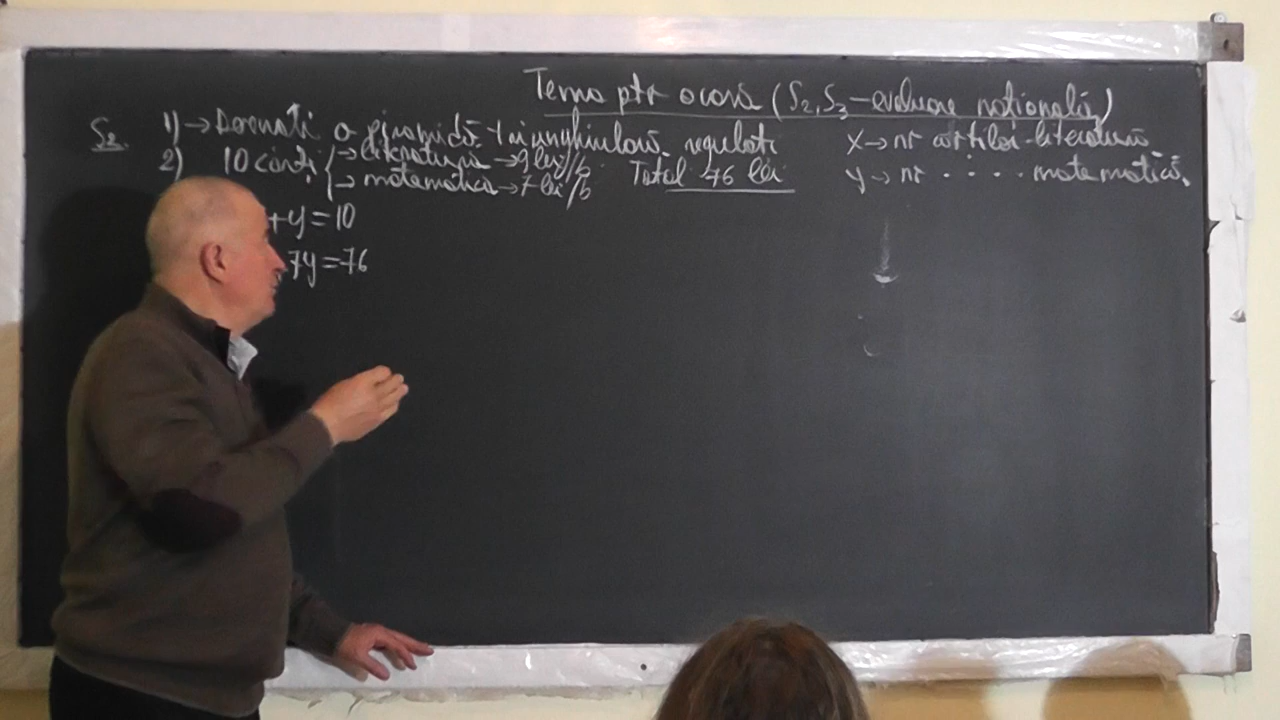 Tema ptr acasă (S2, S3 – evaluare națională)
S2. 1) → Desenați o piramidă triunghiulară regulată
2) 10 cărți → literatură → 9 lei/b Total 76 lei
→ matematică → 7 lei/b
x → nr cărților literatură
y → nr . . . . . matematică.
+y=10
7y=76